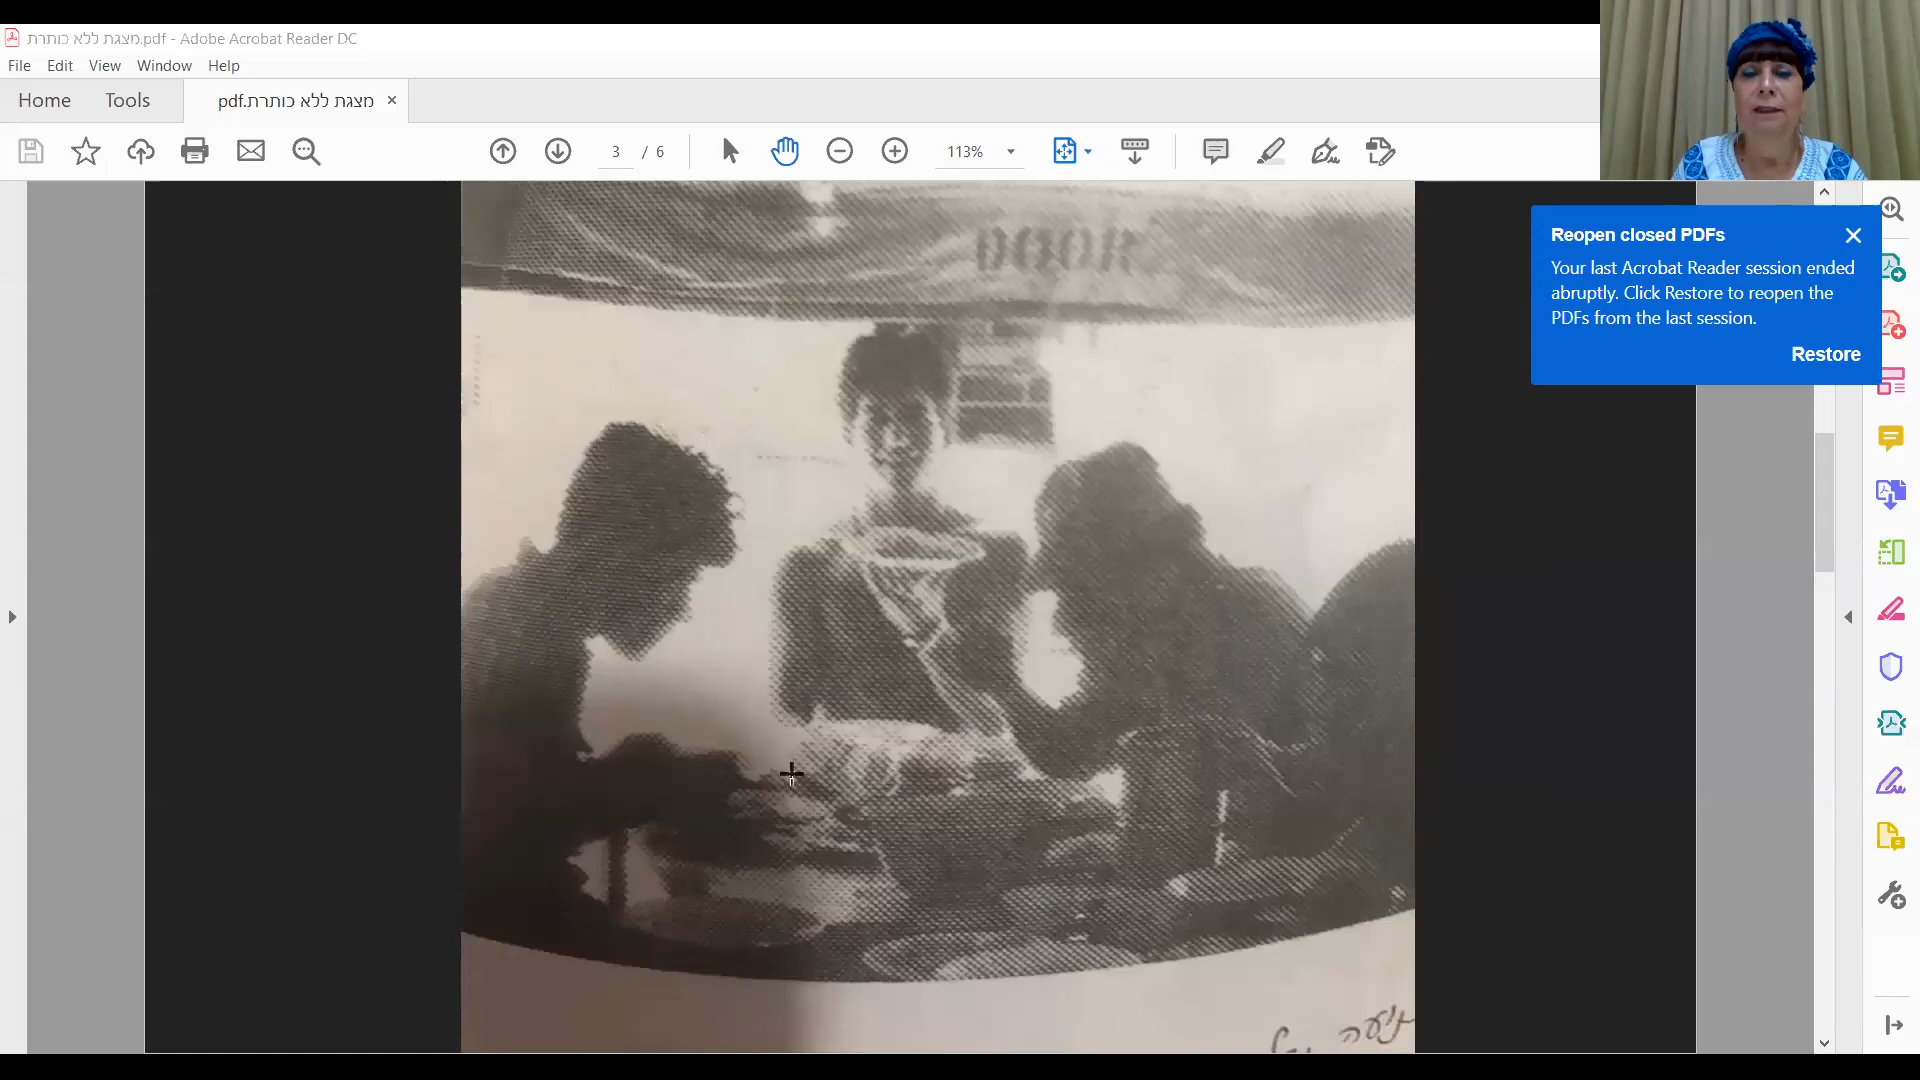 מצגת ללא כותרת.pdf - Adobe Acrobat Reader DC
File Edit View Window Help
Home Tools מצגת ללא כותרת.pdf
3 / 6 113%
Reopen closed PDFs
Your last Acrobat Reader session ended
abruptly. Click Restore to reopen the
PDFs from the last session.
Restore